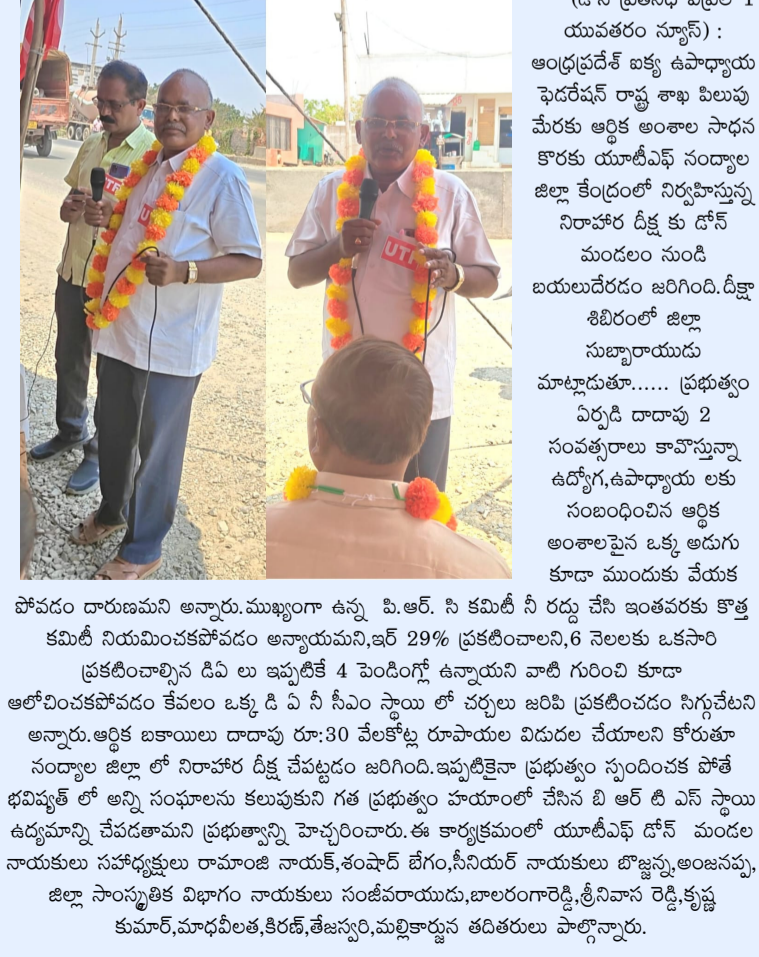 యువతరం న్యూస్) :
ఆంధ్రప్రదేశ్ ఐక్య ఉపాధ్యాయ
ఫెడరేషన్ రాష్ట్ర శాఖ పిలుపు
మేరకు ఆర్థిక అంశాల సాధన
కొరకు యూటీఎఫ్ నంద్యాల
జిల్లా కేంద్రంలో నిర్వహిస్తున్న
నిరాహార దీక్ష కు డోన్
మండలం నుండి
బయలుదేరడం జరిగింది.దీక్షా
శిబిరంలో జిల్లా
సుబ్బారాయుడు
మాట్లాడుతూ...... ప్రభుత్వం
ఏర్పడి దాదాపు 2
సంవత్సరాలు కావొస్తున్నా
ఉద్యోగ,ఉపాధ్యాయ లకు
సంబంధించిన ఆర్థిక
అంశాలపైన ఒక్క అడుగు
కూడా ముందుకు వేయక
పోవడం దారుణమని అన్నారు.ముఖ్యంగా ఉన్న పి.ఆర్. సి కమిటీ నీ రద్దు చేసి ఇంతవరకు కొత్త
కమిటీ నియమించకపోవడం అన్యాయమని,ఇర్ 29% ప్రకటించాలని,6 నెలలకు ఒకసారి
ప్రకటించాల్సిన డిఏ లు ఇప్పటికే 4 పెండింగ్లో ఉన్నాయని వాటి గురించి కూడా
ఆలోచించకపోవడం కేవలం ఒక్క డి ఏ నీ సీఎం స్థాయి లో చర్చలు జరిపి ప్రకటించడం సిగ్గుచేటని
అన్నారు.ఆర్థిక బకాయిలు దాదాపు రూ:30 వేలకోట్ల రూపాయల విడుదల చేయాలని కోరుతూ
నంద్యాల జిల్లా లో నిరాహార దీక్ష చేపట్టడం జరిగింది.ఇప్పటికైనా ప్రభుత్వం స్పందించక పోతే
భవిష్యత్ లో అన్ని సంఘాలను కలుపుకుని గత ప్రభుత్వం హయాంలో చేసిన బి ఆర్ టి ఎస్ స్థాయి
ఉద్యమాన్ని చేపడతామని ప్రభుత్వాన్ని హెచ్చరించారు.ఈ కార్యక్రమంలో యూటీఎఫ్ డోన్ మండల
నాయకులు సహాధ్యక్షులు రామాంజి నాయక్,శంషాద్ బేగం,సీనియర్ నాయకులు బొజ్జన్న,అంజనప్ప,
జిల్లా సాంస్కృతిక విభాగం నాయకులు సంజీవరాయుడు,బాలరంగారెడ్డి,శ్రీనివాస రెడ్డి,కృష్ణ
కుమార్,మాధవీలత,కిరణ్,తేజస్వరి,మల్లికార్జున తదితరులు పాల్గొన్నారు.
UTF